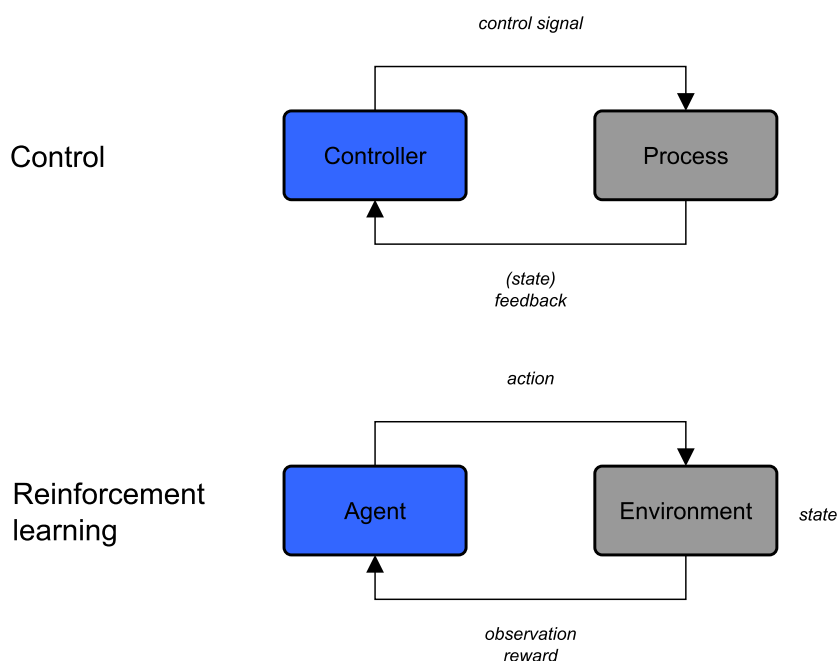 control signal
Control
Controller
Process
(state)
feedback
action
Reinforcement
learning
Agent
Environment
state
observation
reward